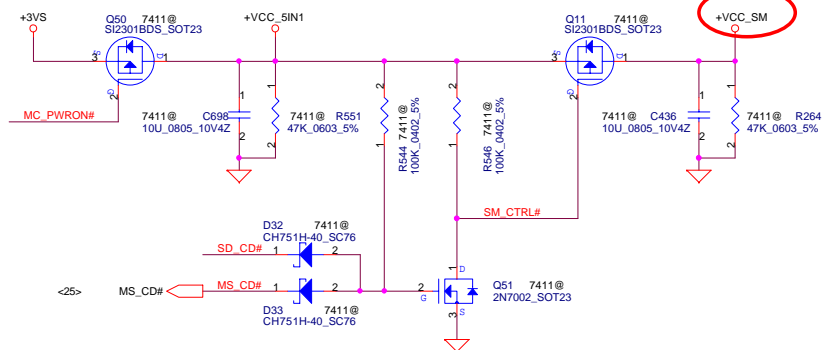 +3VS
Q50 7411@
SI2301BDS_SOT23
+VCC_5IN1
Q11 7411@
SI2301BDS_SOT23
+VCC_SM
3 S D 1
G 2
3 S D 1
G 2
MC_PWRON#
7411@ C698
10U_0805_10V4Z
1
2
1
2
7411@ R551
47K_0603_5%
2
1
R544 7411@
100K_0402_5%
2
1
R546 7411@
100K_0402_5%
7411@ C436
10U_0805_10V4Z
1
2
1
2
7411@ R264
47K_0603_5%
SM_CTRL#
D32 7411@
CH751H-40_SC76
SD_CD# 1 2
<25> MS_CD# MS_CD# 1 2
D33 7411@
CH751H-40_SC76
1 D
2 G
3 S
Q51 7411@
2N7002_SOT23